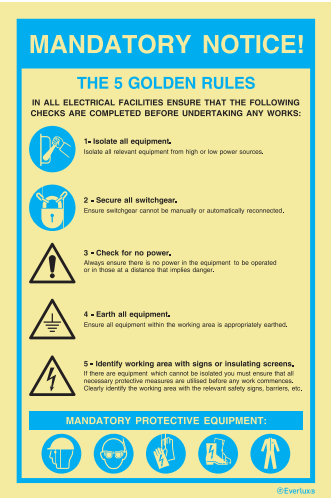 MANDATORY NOTICE!
THE 5 GOLDEN RULES
IN ALL ELECTRICAL FACILITIES ENSURE THAT THE FOLLOWING
CHECKS ARE COMPLETED BEFORE UNDERTAKING ANY WORKS:
1- Isolate all equipment.
Isolate all relevant equipment from high or low power sources.
2 - Secure all switchgear.
Ensure switchgear cannot be manually or automatically reconnected.
3 - Check for no power.
Always ensure there is no power in the equipment to be operated
or in those at a distance that implies danger.
4 - Earth all equipment.
Ensure all equipment within the working area is appropriately earthed.
5 - Identify working area with signs or insulating screens.
If there are equipment which cannot be isolated you must ensure that all
necessary protective measures are utilised before any work commences.
Clearly identify the working area with the relevant safety signs, barriers, etc.
MANDATORY PROTECTIVE EQUIPMENT:
Everlux®